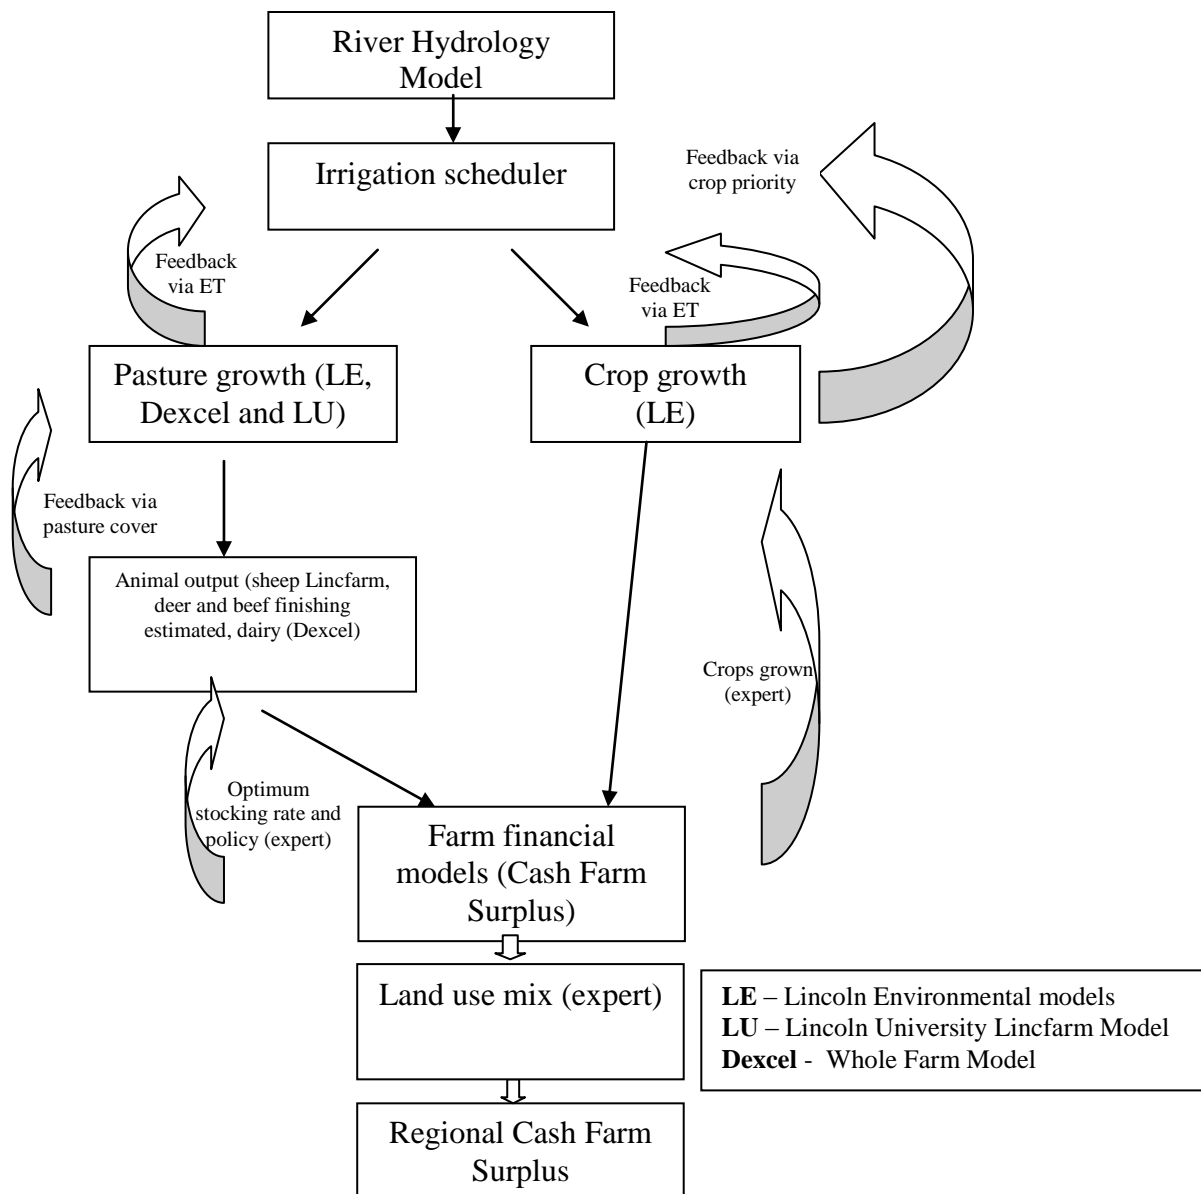 River Hydrology
Model
Irrigation scheduler
Feedback via
crop priority
Feedback
via ET
Feedback
via ET
Pasture growth (LE,
Dexcel and LU)
Crop growth
(LE)
Feedback via
pasture cover
Animal output (sheep Lincfarm,
deer and beef finishing
estimated, dairy (Dexcel)
Crops grown
(expert)
Optimum
stocking rate and
policy (expert)
Farm financial
models (Cash Farm
Surplus)
Land use mix (expert)
LE – Lincoln Environmental models
LU – Lincoln University Lincfarm Model
Dexcel - Whole Farm Model
Regional Cash Farm
Surplus